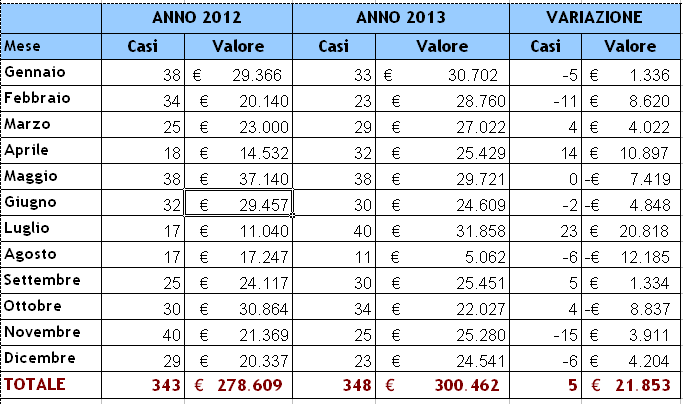 ANNO 2012 ANNO 2013 VARIAZIONE
Mese Casi Valore Casi Valore Casi Valore
Gennaio 38 € 29.366 33 € 30.702 -5 € 1.336
Febbraio 34 € 20.140 23 € 28.760 -11 € 8.620
Marzo 25 € 23.000 29 € 27.022 4 € 4.022
Aprile 18 € 14.532 32 € 25.429 14 € 10.897
Maggio 38 € 37.140 38 € 29.721 0 -€ 7.419
Giugno 32 € 29.457 30 € 24.609 -2 -€ 4.848
Luglio 17 € 11.040 40 € 31.858 23 € 20.818
Agosto 17 € 17.247 11 € 5.062 -6 -€ 12.185
Settembre 25 € 24.117 30 € 25.451 5 € 1.334
Ottobre 30 € 30.864 34 € 22.027 4 -€ 8.837
Novembre 40 € 21.369 25 € 25.280 -15 € 3.911
Dicembre 29 € 20.337 23 € 24.541 -6 € 4.204
TOTALE 343 € 278.609 348 € 300.462 5 € 21.853